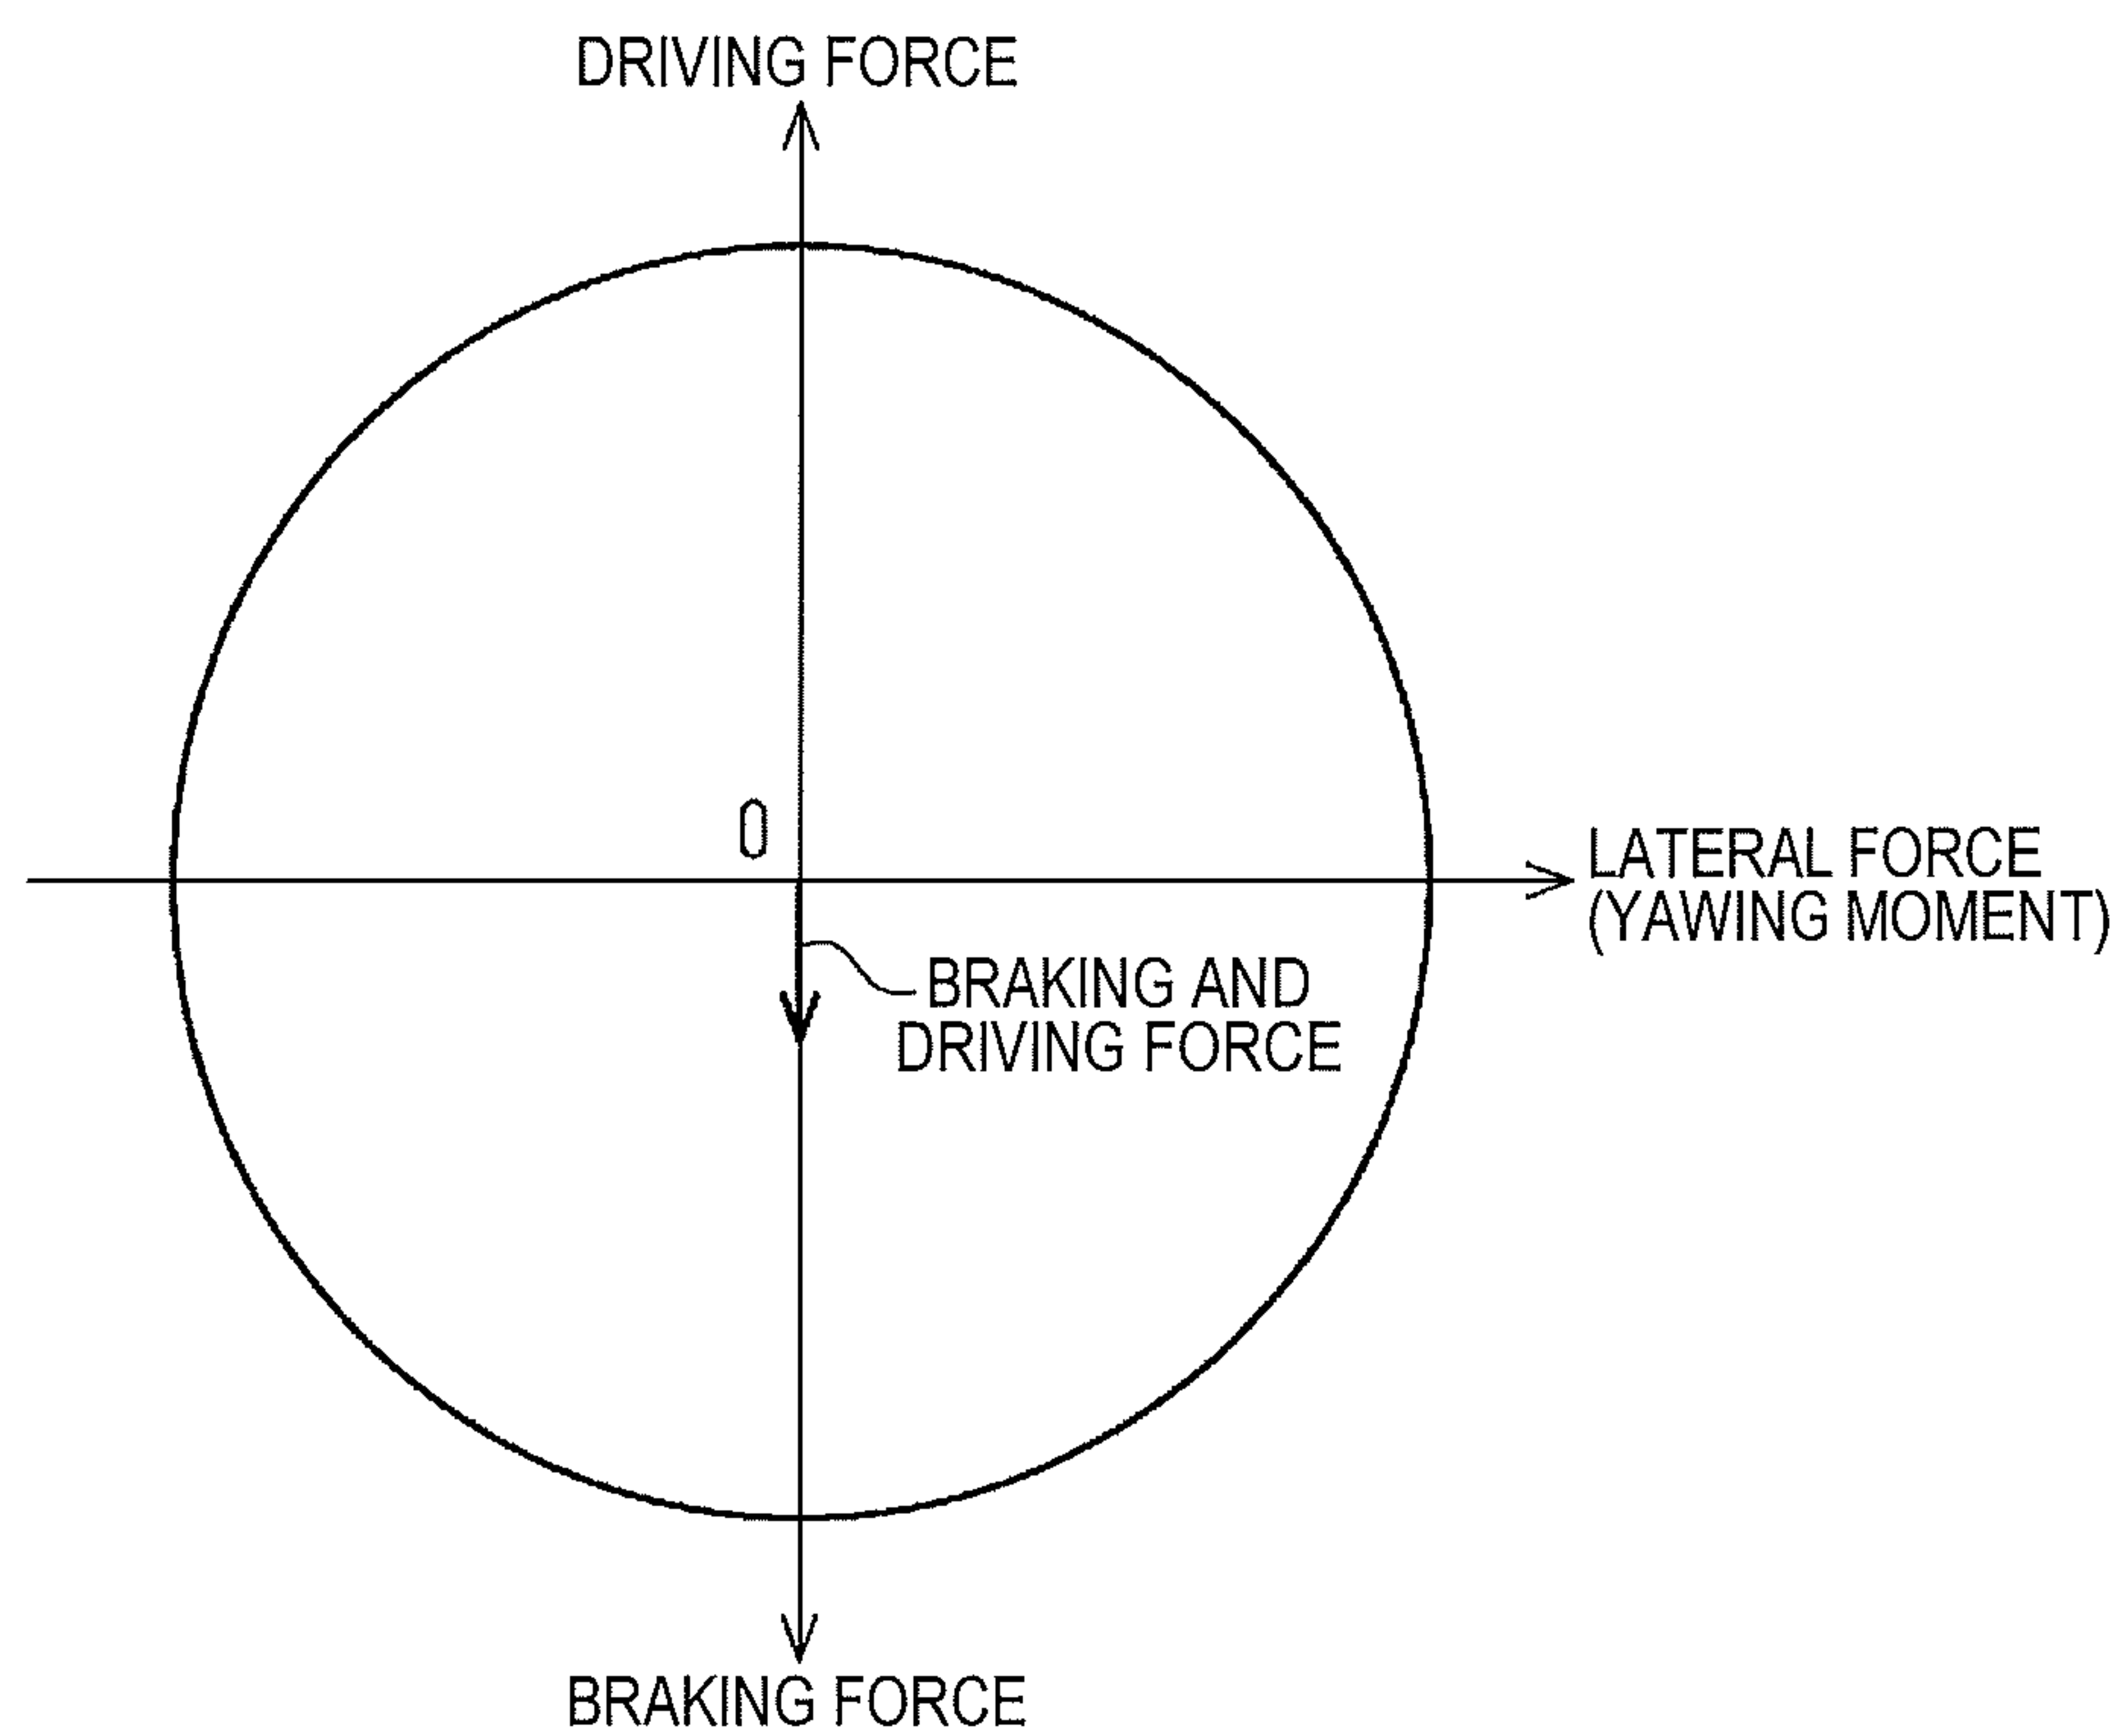 DRIVING FORCE
0
LATERAL FORCE
(YAWING MOMENT)
BRAKING AND
DRIVING FORCE
BRAKING FORCE